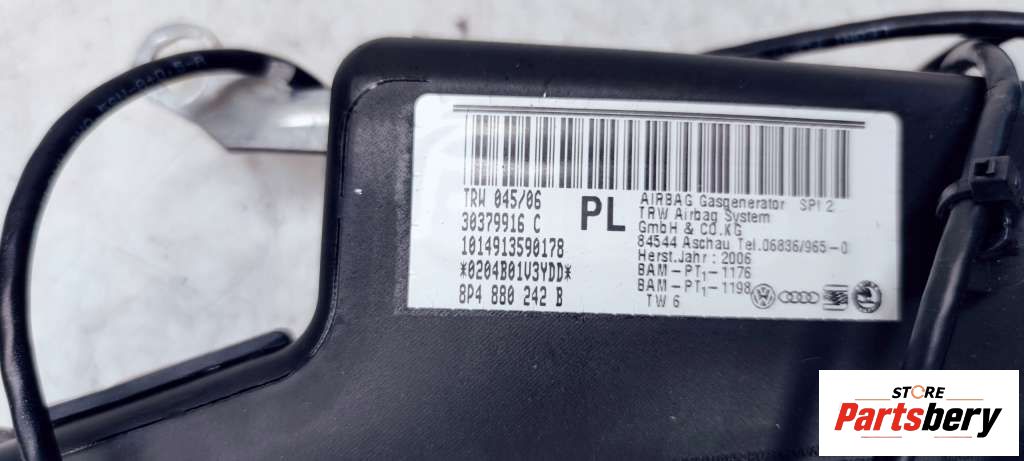 TRW 045/06
30379916 C
1014913590178
*0204B01V3YDD*
8P4 880 242 B
PL
AIRBAG Gasgenerator SPI 2
TRW Airbag System
GmbH & CO.KG
84544 Aschau Tel.06836/965-0
Herst.Jahr: 2006
BAM-PT₁-1176
BAM-PT₁-1198
TW 6
STORE
Partsbery